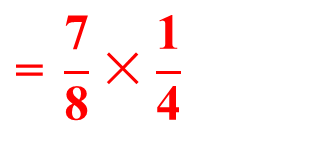 = 7/8 × 1/4